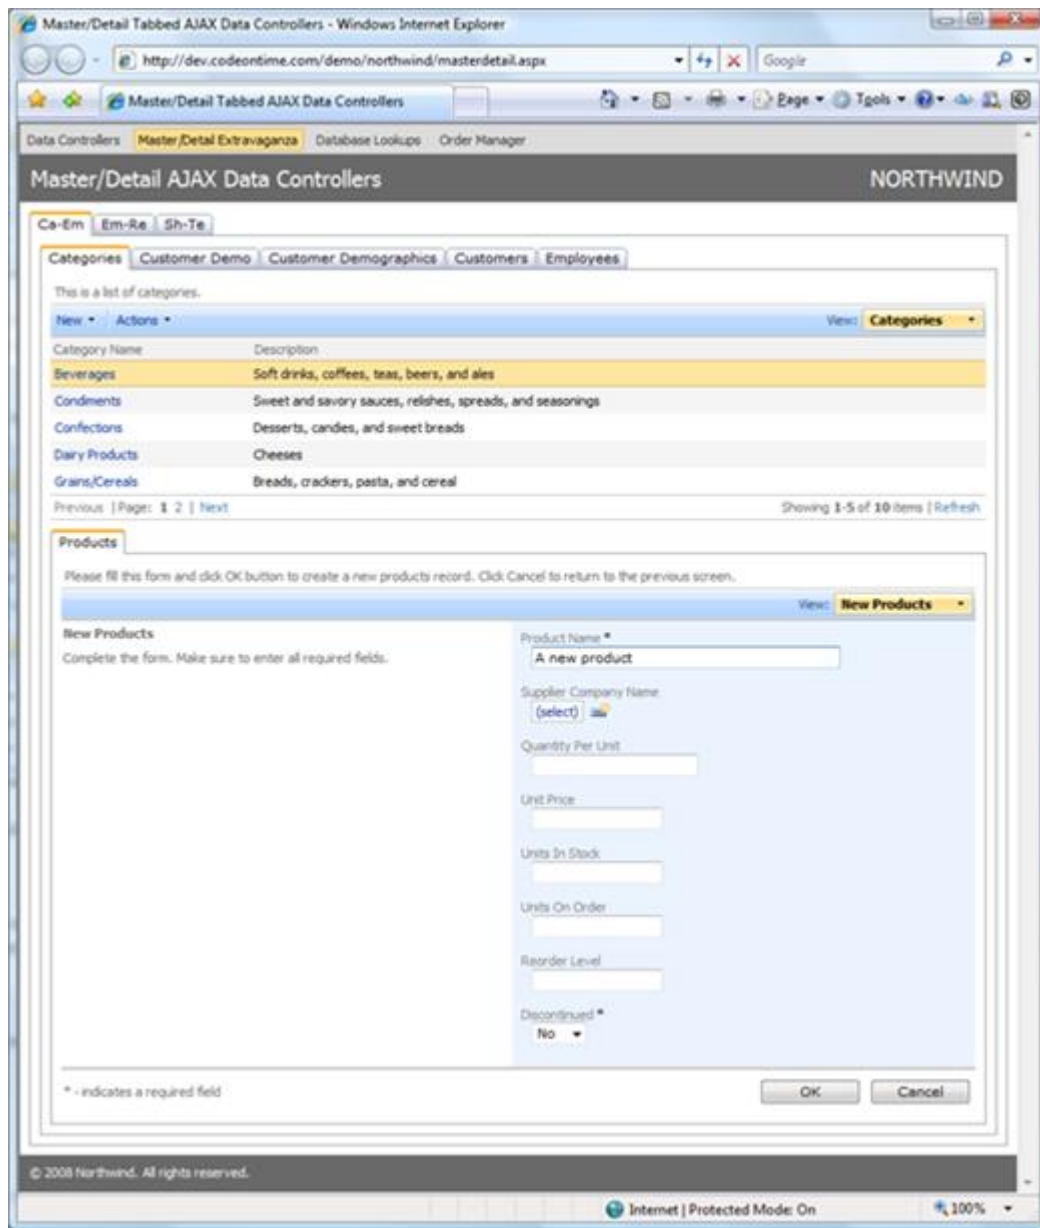 Master/Detail Tabbed AJAX Data Controllers - Windows Internet Explorer
http://dev.codeontime.com/demo/northwind/masterdetail.aspx Google
Master/Detail Tabbed AJAX Data Controllers Page Tools
Data Controllers Master/Detail Extravaganza Database Lookups Order Manager
Master/Detail AJAX Data Controllers NORTHWIND
Ca-Em Em-Re Sh-Te
Categories Customer Demo Customer Demographics Customers Employees
This is a list of categories.
New Actions View: Categories
Category Name Description
Beverages Soft drinks, coffees, teas, beers, and ales
Condiments Sweet and savory sauces, relishes, spreads, and seasonings
Confections Desserts, candies, and sweet breads
Dairy Products Cheeses
Grains/Cereals Breads, crackers, pasta, and cereal
Previous | Page: 1 2 | Next Showing 1-5 of 10 items | Refresh
Products
Please fill this form and click OK button to create a new products record. Click Cancel to return to the previous screen.
View: New Products
New Products
Complete the form. Make sure to enter all required fields.
Product Name *
A new product
Supplier Company Name
(select)
Quantity Per Unit
Unit Price
Units In Stock
Units On Order
Reorder Level
Discontinued *
No
* - indicates a required field OK Cancel
© 2008 Northwind. All rights reserved.
Internet | Protected Mode: On 100%